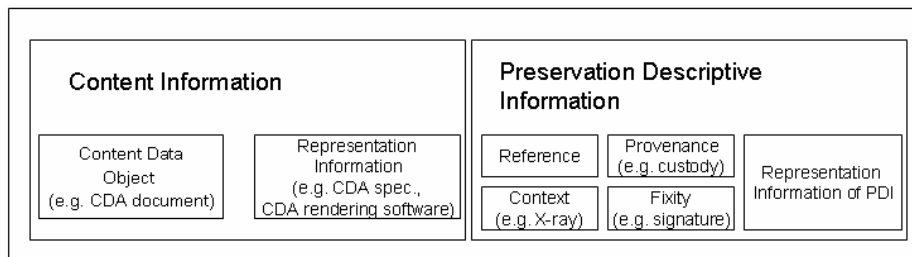 Content Information
Content Data
Object
(e.g. CDA document)
Representation
Information
(e.g. CDA spec.,
CDA rendering software)
Preservation Descriptive
Information
Reference
Provenance
(e.g. custody)
Context
(e.g. X-ray)
Fixity
(e.g. signature)
Representation
Information of PDI